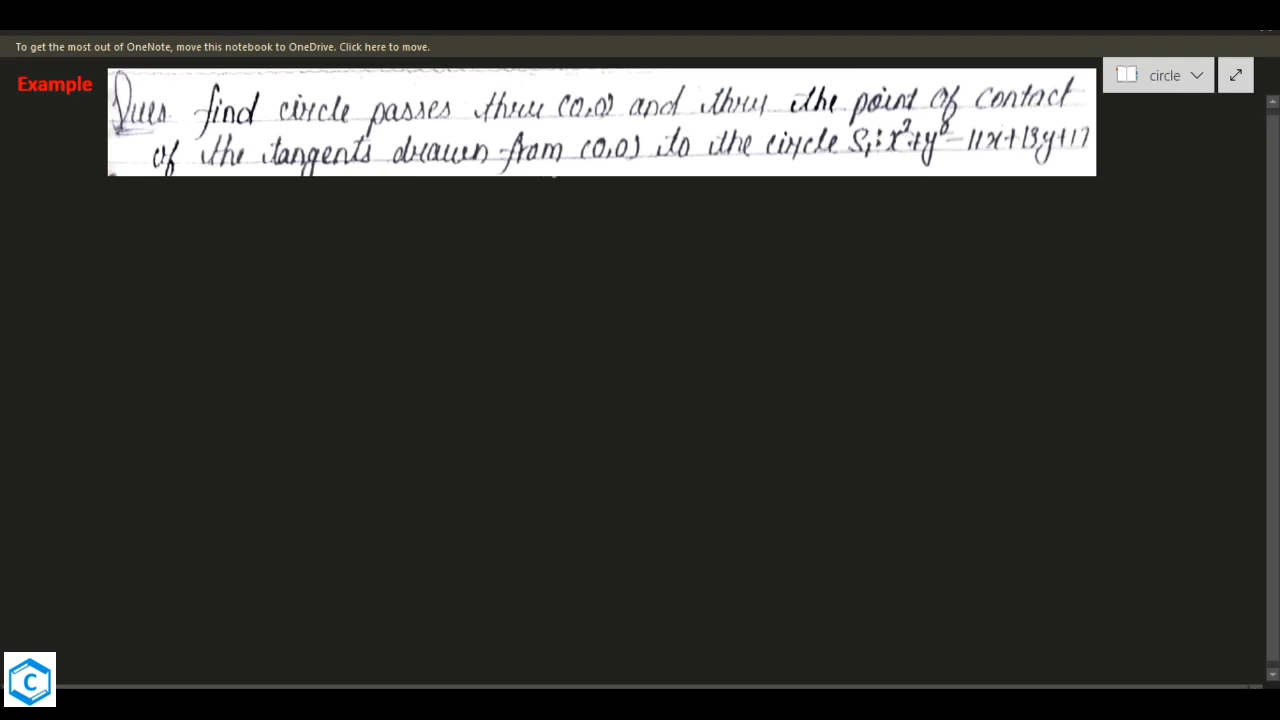 To get the most out of OneNote, move this notebook to OneDrive. Click here to move.
Example
circle
Ques. find circle passes thru (0,0) and thru the point of contact
of the tangents drawn from (0,0) to the circle S₁: x²+y²-11x+13y+17
C